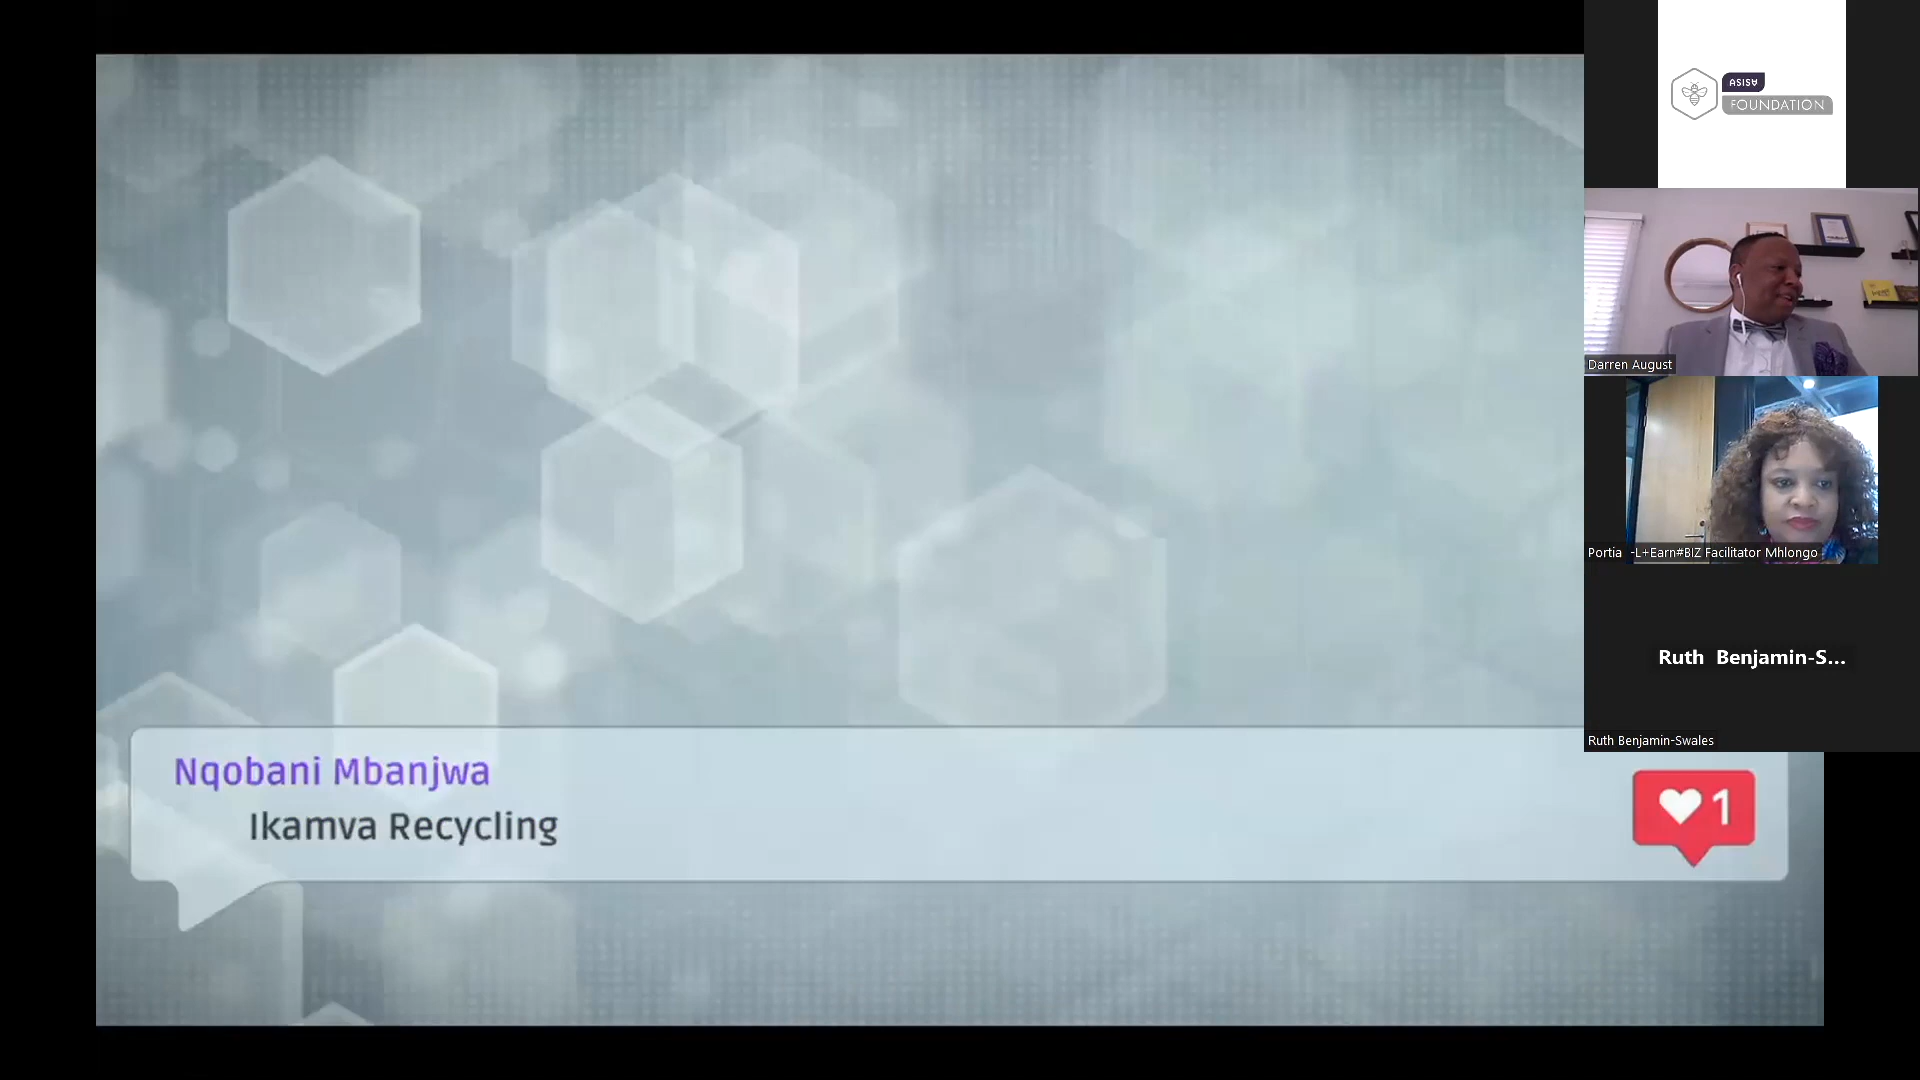 ASISA
FOUNDATION
Darren August
Portia -L+Earn#BIZ Facilitator Mhlongo
Ruth Benjamin-S...
Ruth Benjamin-Swales
Nqobani Mbanjwa
Ikamva Recycling
1